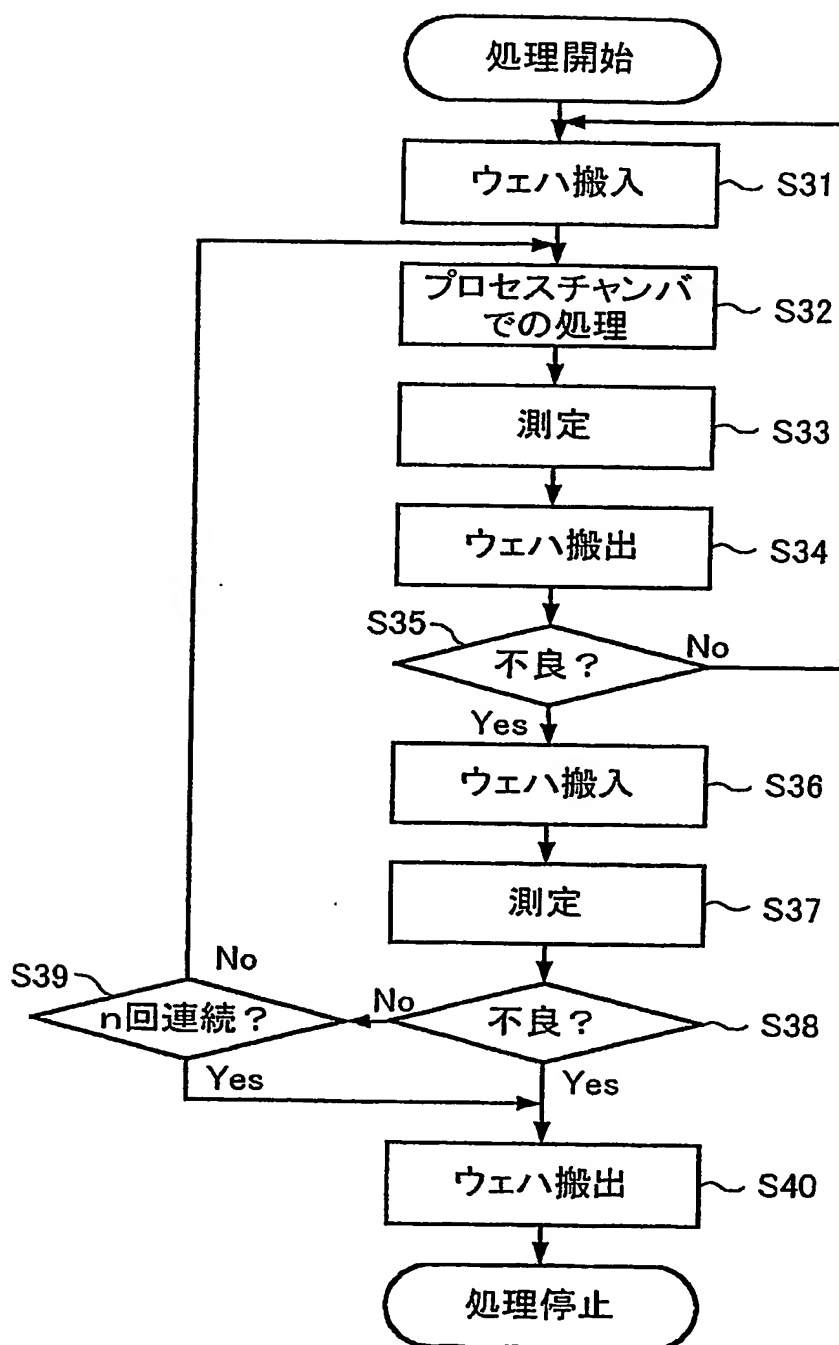 処理開始
ウェハ搬入
S31
プロセスチャンバ
での処理
S32
測定
S33
ウェハ搬出
S34
S35
不良？
No
Yes
ウェハ搬入
S36
測定
S37
S39
No
n回連続？
No
不良？
S38
Yes
Yes
ウェハ搬出
S40
処理停止